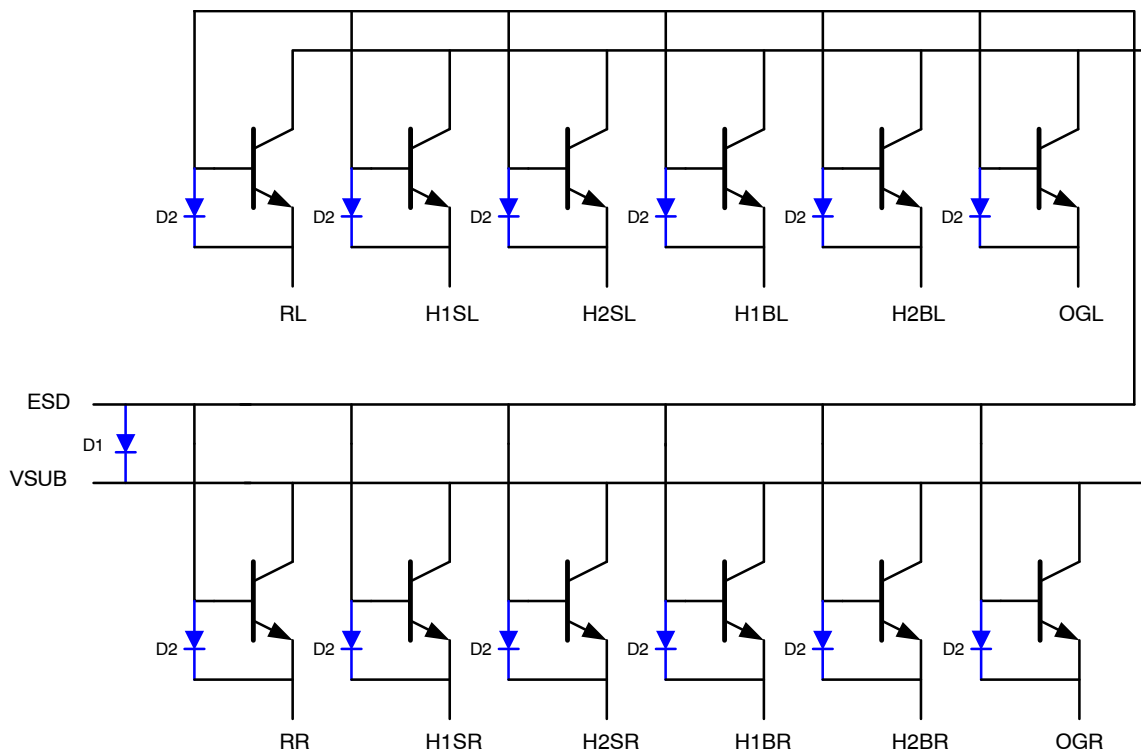 D2 D2 D2 D2 D2 D2
RL H1SL H2SL H1BL H2BL OGL
ESD
D1
VSUB
D2 D2 D2 D2 D2 D2
RR H1SR H2SR H1BR H2BR OGR